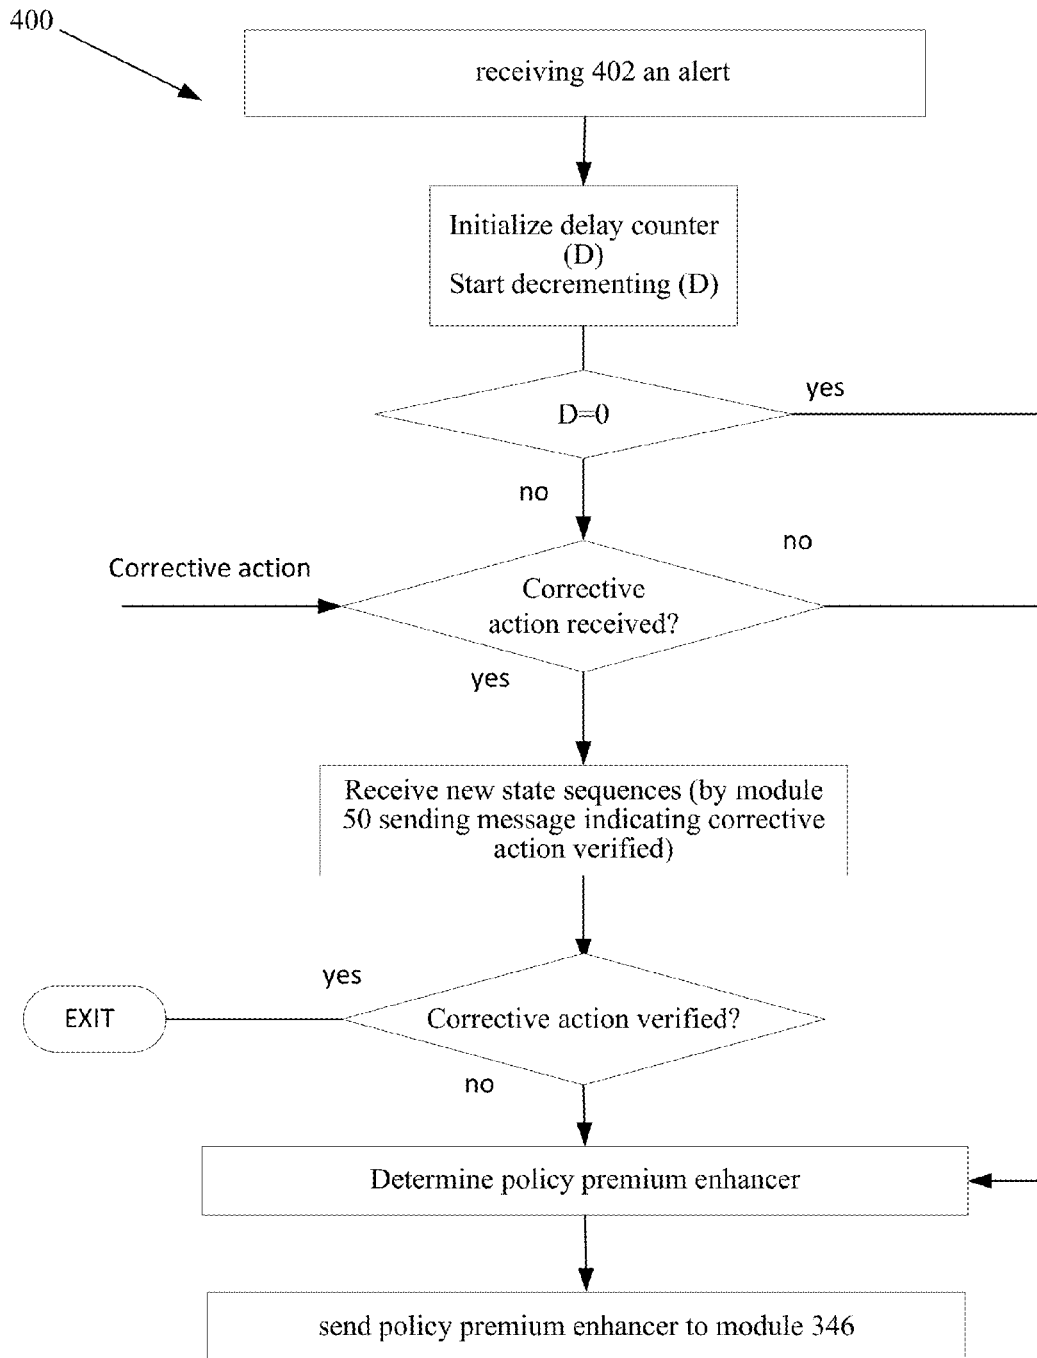 400
receiving 402 an alert
Initialize delay counter
(D)
Start decrementing (D)
D=0
yes
no
no
Corrective action
Corrective
action received?
yes
Receive new state sequences (by module
50 sending message indicating corrective
action verified)
yes
EXIT
Corrective action verified?
no
Determine policy premium enhancer
send policy premium enhancer to module 346